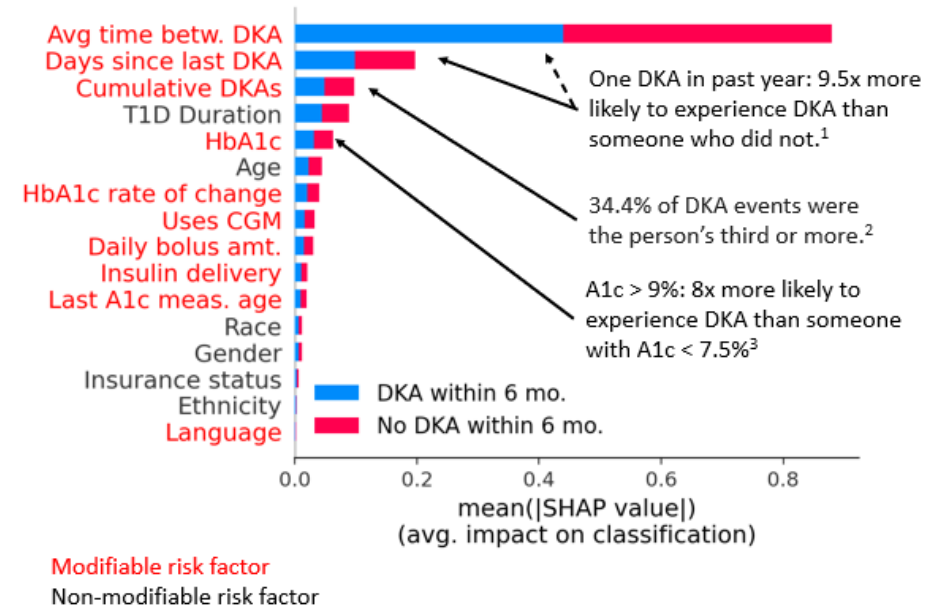 Avg time betw. DKA
Days since last DKA
Cumulative DKAs
T1D Duration
HbA1c
Age
HbA1c rate of change
Uses CGM
Daily bolus amt.
Insulin delivery
Last A1c meas. age
Race
Gender
Insurance status
Ethnicity
Language
One DKA in past year: 9.5x more
likely to experience DKA than
someone who did not.¹
34.4% of DKA events were
the person’s third or more.²
A1c > 9%: 8x more likely to
experience DKA than someone
with A1c < 7.5%³
DKA within 6 mo.
No DKA within 6 mo.
0.0 0.2 0.4 0.6 0.8
mean(|SHAP value|)
(avg. impact on classification)
Modifiable risk factor
Non-modifiable risk factor